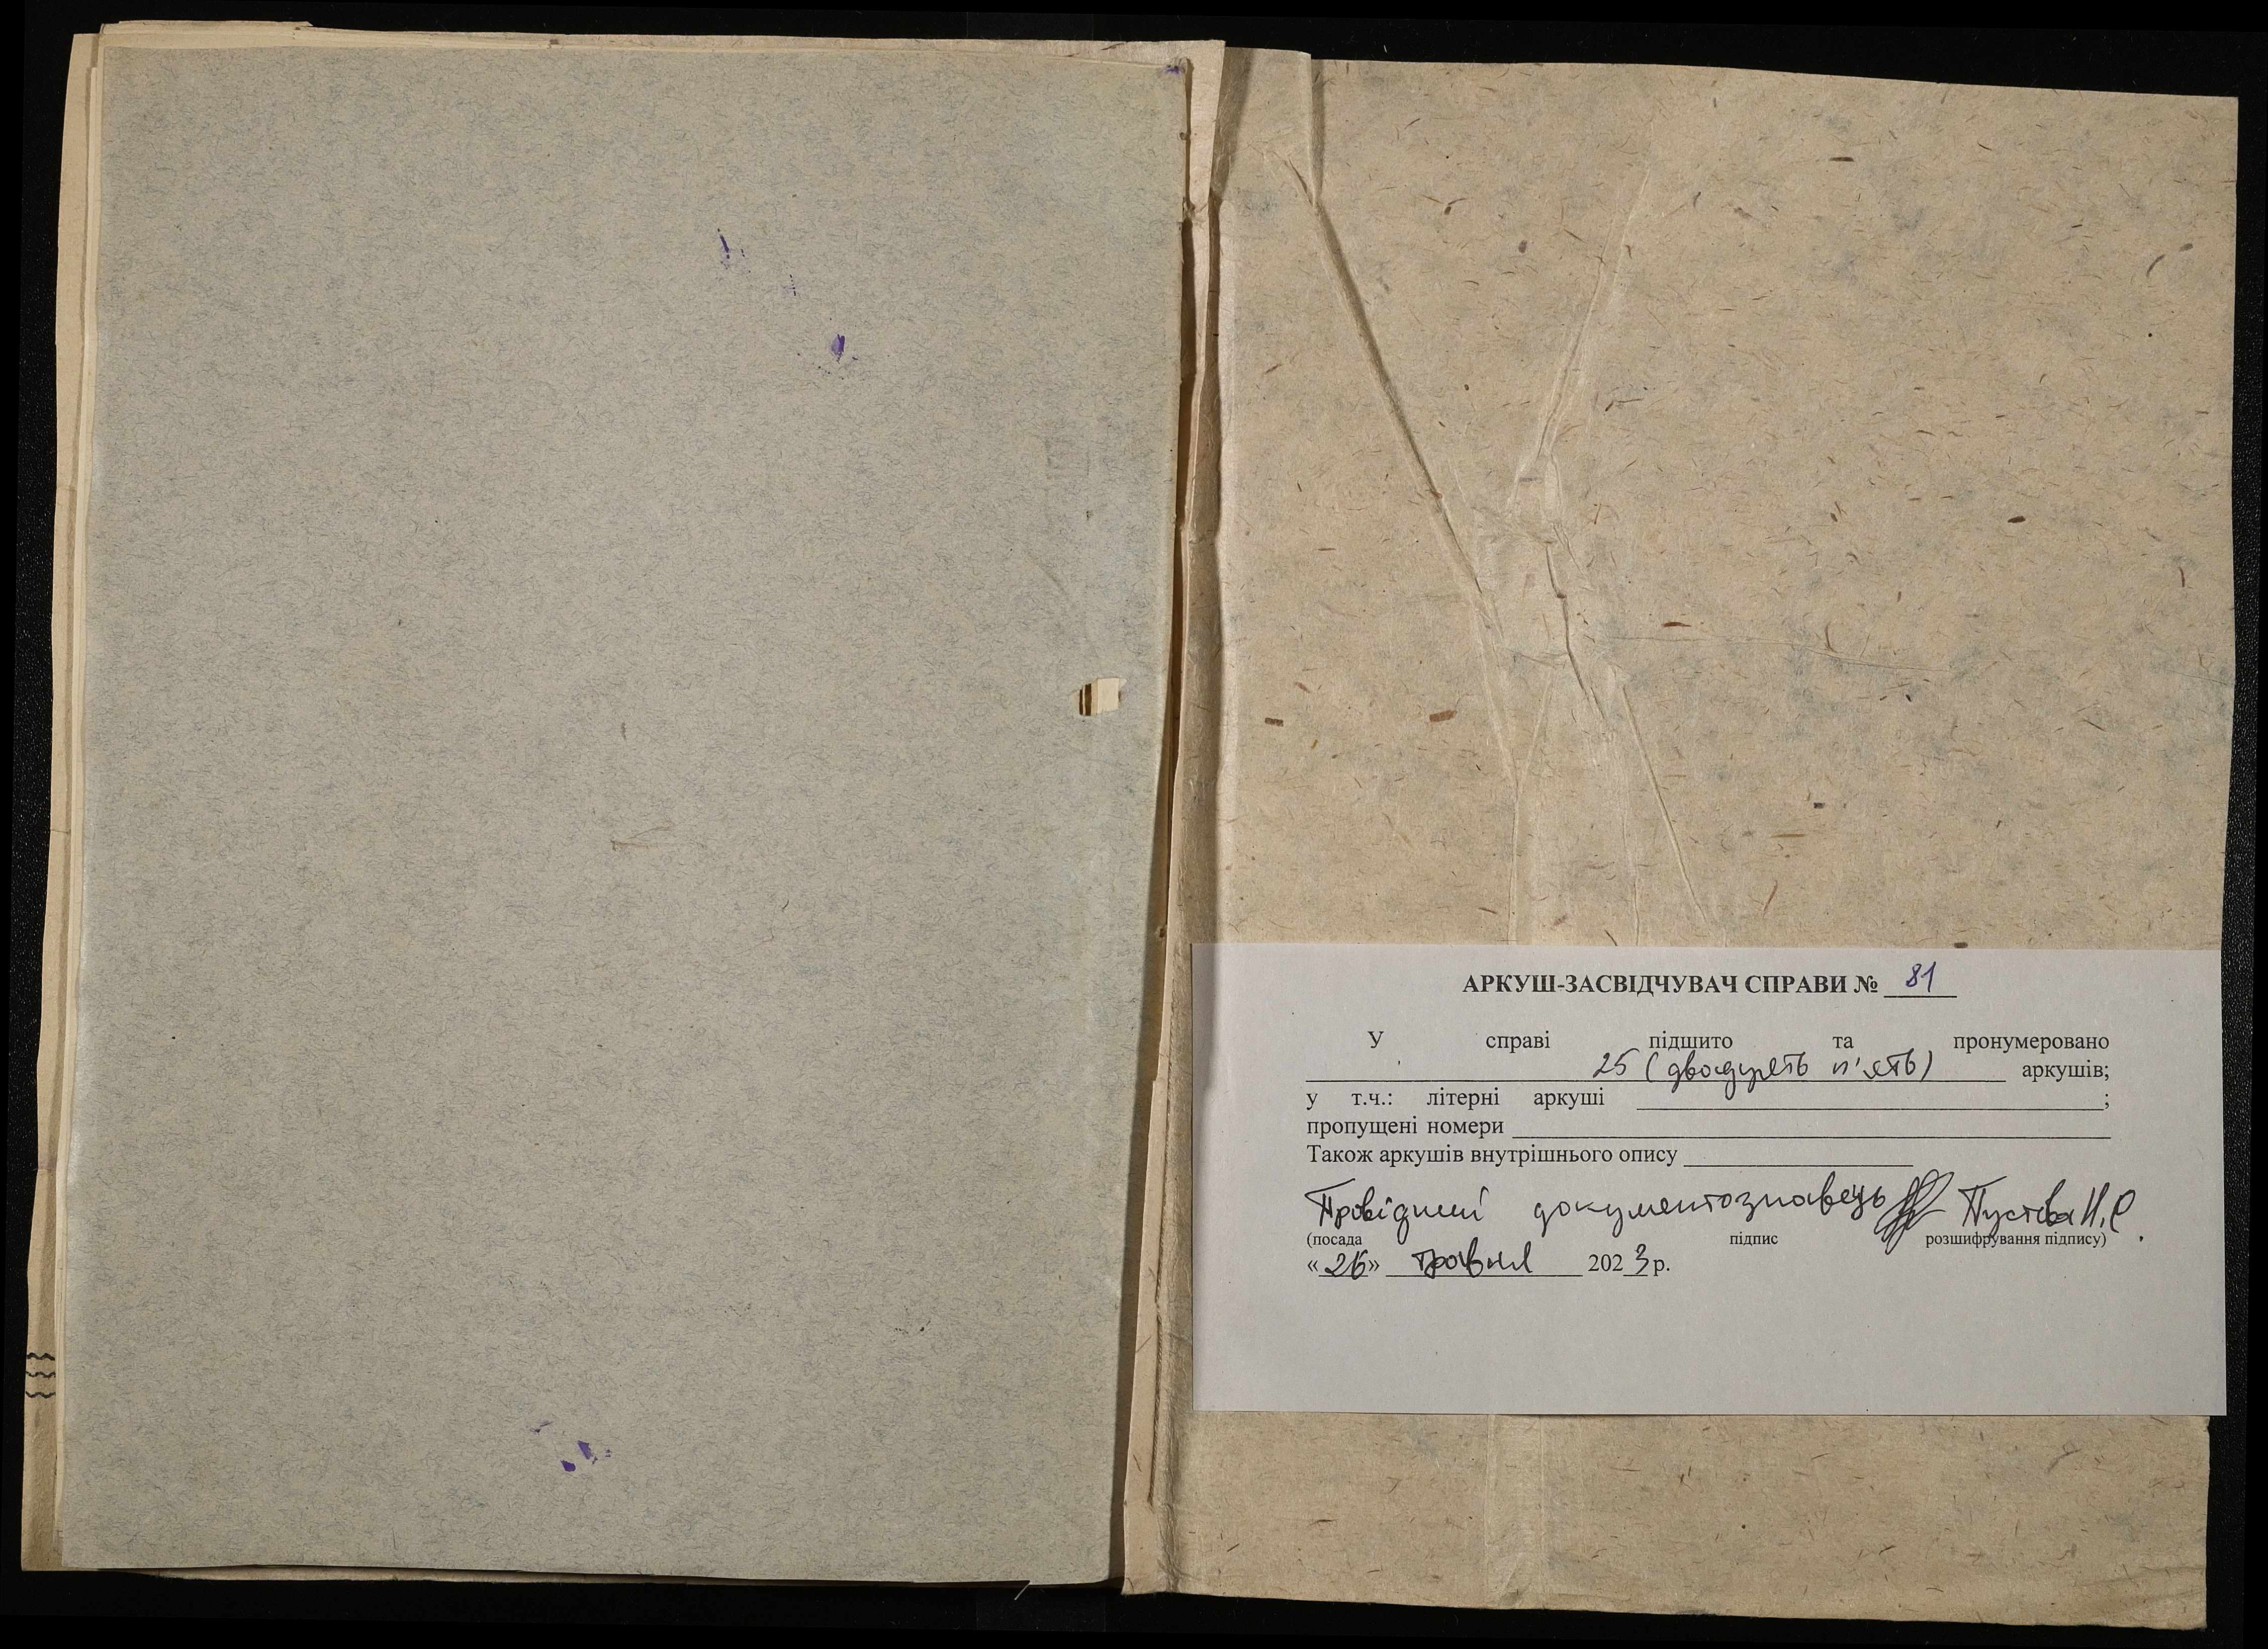 АРКУШ-ЗАСВІДЧУВАЧ СПРАВИ № 81
У справі підшито та пронумеровано
25 (двадцять п'ять) аркушів;
у т.ч.: літерні аркуші ;
пропущені номери
Також аркушів внутрішнього опису
Провідний документознавець Пустова Н.С.
(посада підпис розшифрування підпису)
«26» травня 2023 р.